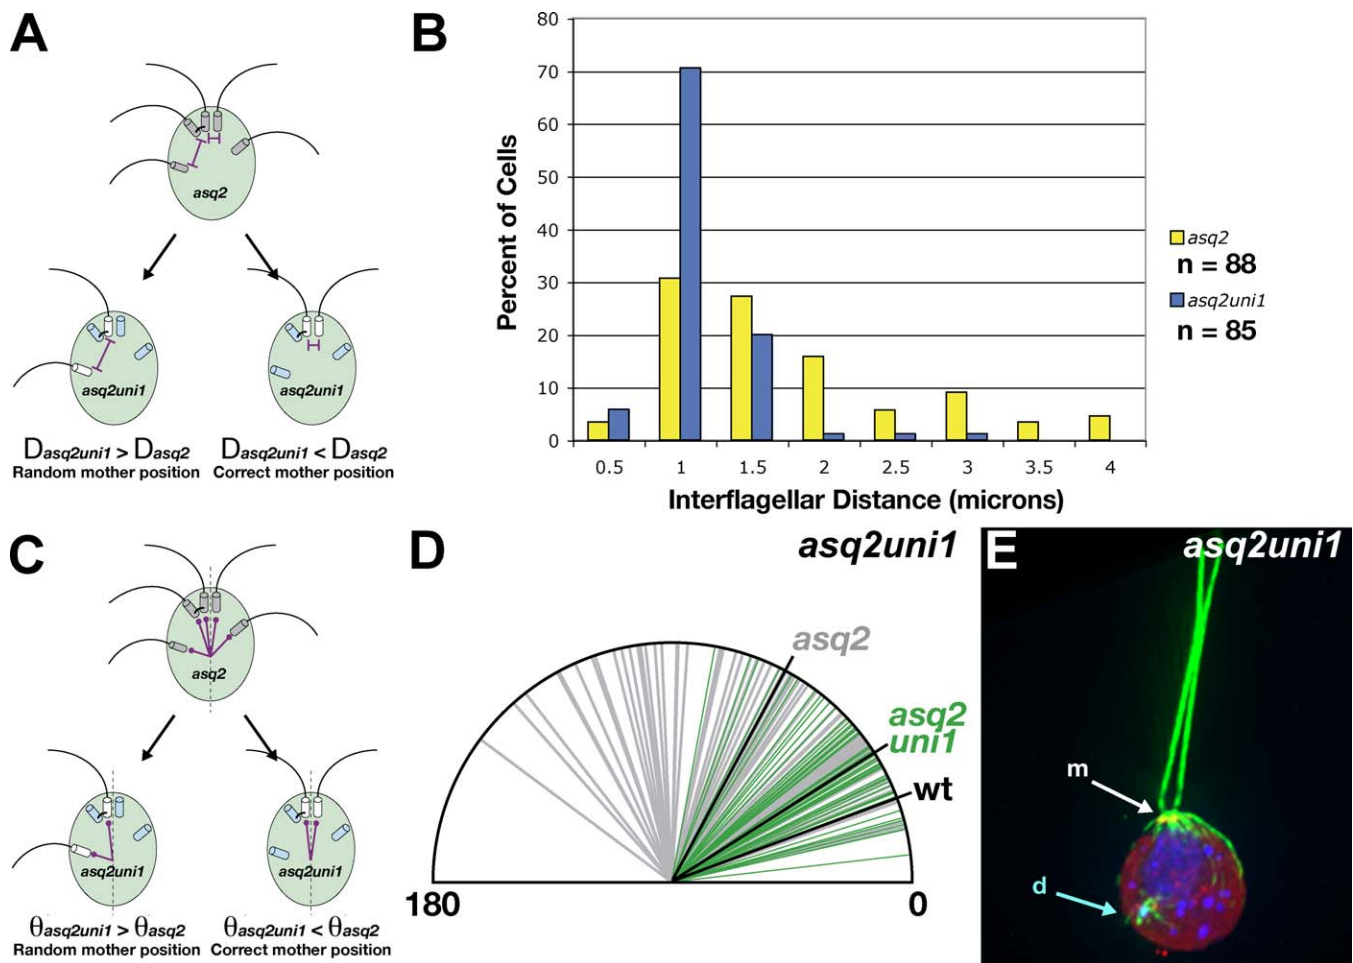 A
asq2
asq2uni1
asq2uni1
Dasq2uni1 > Dasq2
Random mother position
Dasq2uni1 < Dasq2
Correct mother position
B
Percent of Cells
80
70
60
50
40
30
20
10
0
0.5 1 1.5 2 2.5 3 3.5 4
Interflagellar Distance (microns)
asq2
n = 88
asq2uni1
n = 85
C
asq2
asq2uni1
asq2uni1
θasq2uni1 > θasq2
Random mother position
θasq2uni1 < θasq2
Correct mother position
D
asq2uni1
asq2
asq2
uni1
wt
180
0
E
asq2uni1
m
d